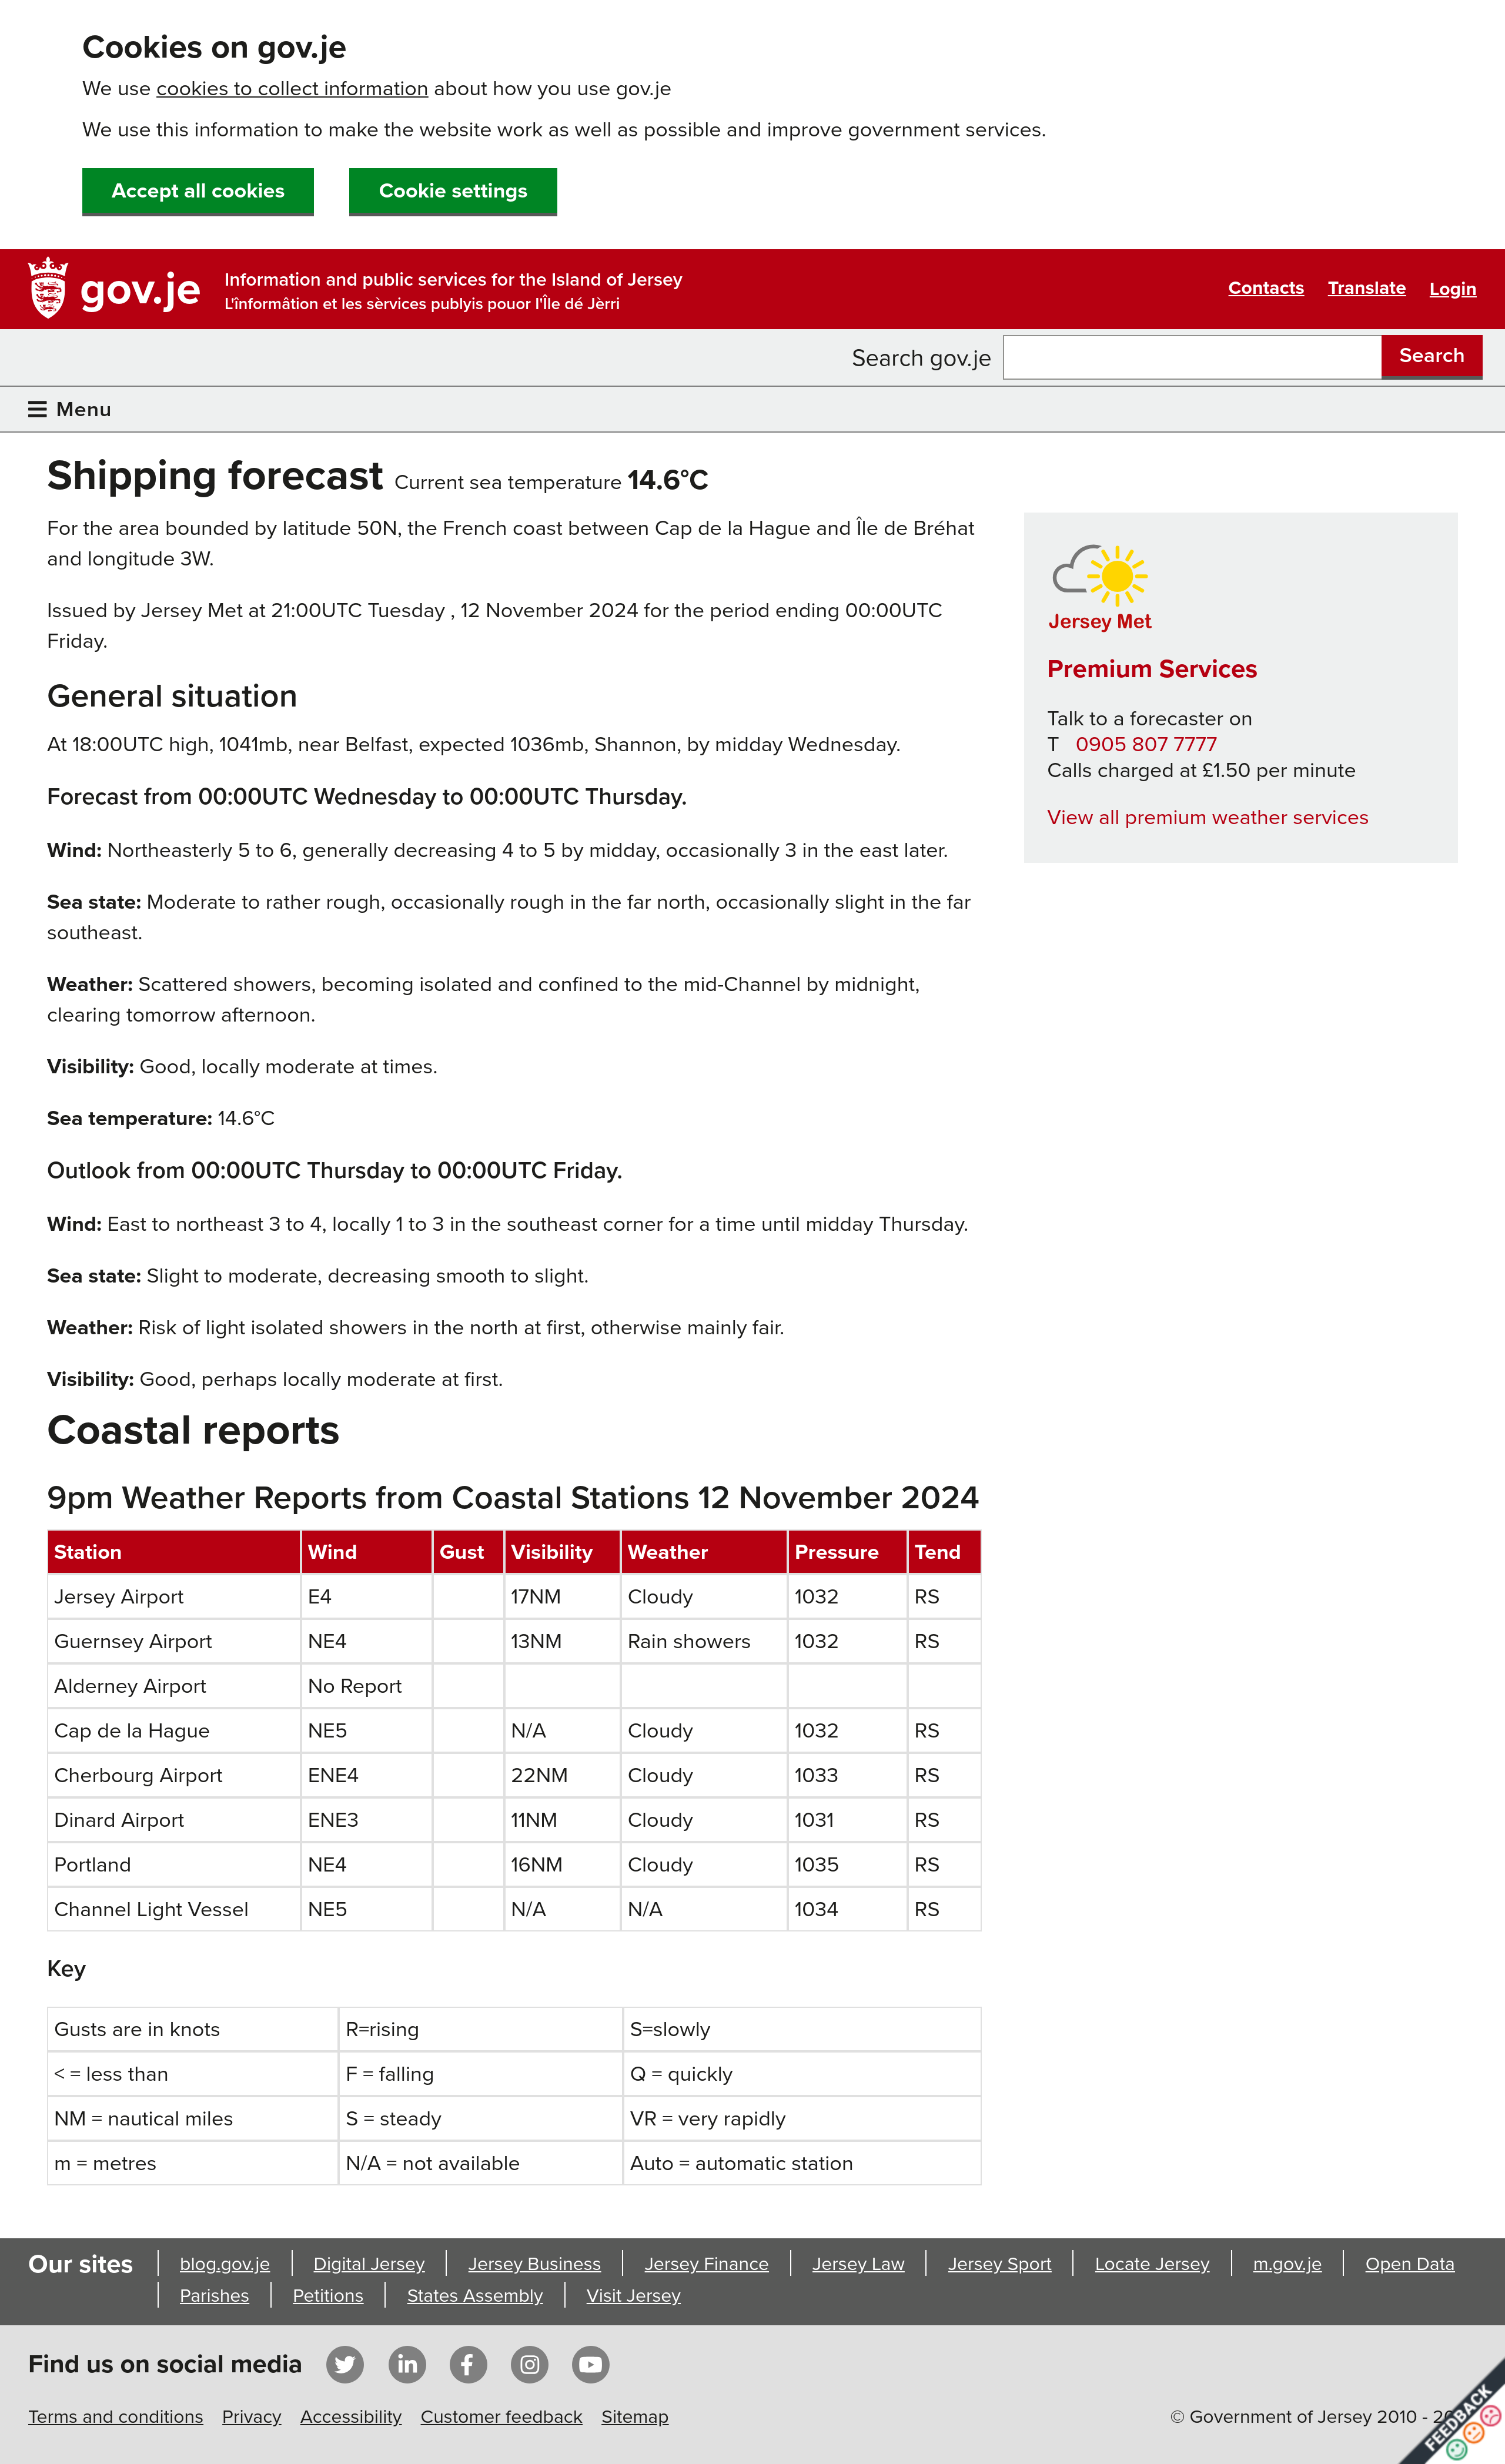 Cookies on gov.je
We use cookies to collect information about how you use gov.je
We use this information to make the website work as well as possible and improve government services.
Accept all cookies
Cookie settings
gov.je
Information and public services for the Island of Jersey
L'înformâtion et les sèrvices publyis pouor I'Île dé Jèrri
Contacts
Translate
Login
Search gov.je
Search
Menu
Shipping forecast Current sea temperature 14.6°C
For the area bounded by latitude 50N, the French coast between Cap de la Hague and Île de Bréhat
and longitude 3W.
Issued by Jersey Met at 21:00UTC Tuesday , 12 November 2024 for the period ending 00:00UTC
Friday.
General situation
At 18:00UTC high, 1041mb, near Belfast, expected 1036mb, Shannon, by midday Wednesday.
Forecast from 00:00UTC Wednesday to 00:00UTC Thursday.
Wind: Northeasterly 5 to 6, generally decreasing 4 to 5 by midday, occasionally 3 in the east later.
Sea state: Moderate to rather rough, occasionally rough in the far north, occasionally slight in the far
southeast.
Weather: Scattered showers, becoming isolated and confined to the mid-Channel by midnight,
clearing tomorrow afternoon.
Visibility: Good, locally moderate at times.
Sea temperature: 14.6°C
Outlook from 00:00UTC Thursday to 00:00UTC Friday.
Wind: East to northeast 3 to 4, locally 1 to 3 in the southeast corner for a time until midday Thursday.
Sea state: Slight to moderate, decreasing smooth to slight.
Weather: Risk of light isolated showers in the north at first, otherwise mainly fair.
Visibility: Good, perhaps locally moderate at first.
Jersey Met
Premium Services
Talk to a forecaster on
T 0905 807 7777
Calls charged at £1.50 per minute
View all premium weather services
Coastal reports
9pm Weather Reports from Coastal Stations 12 November 2024
Station Wind Gust Visibility Weather Pressure Tend
Jersey Airport E4 17NM Cloudy 1032 RS
Guernsey Airport NE4 13NM Rain showers 1032 RS
Alderney Airport No Report
Cap de la Hague NE5 N/A Cloudy 1032 RS
Cherbourg Airport ENE4 22NM Cloudy 1033 RS
Dinard Airport ENE3 11NM Cloudy 1031 RS
Portland NE4 16NM Cloudy 1035 RS
Channel Light Vessel NE5 N/A N/A 1034 RS
Key
Gusts are in knots R=rising S=slowly
< = less than F = falling Q = quickly
NM = nautical miles S = steady VR = very rapidly
m = metres N/A = not available Auto = automatic station
Our sites blog.gov.je Digital Jersey Jersey Business Jersey Finance Jersey Law Jersey Sport Locate Jersey m.gov.je Open Data
Parishes Petitions States Assembly Visit Jersey
Find us on social media
Terms and conditions Privacy Accessibility Customer feedback Sitemap
© Government of Jersey 2010 -
FEEDBACK